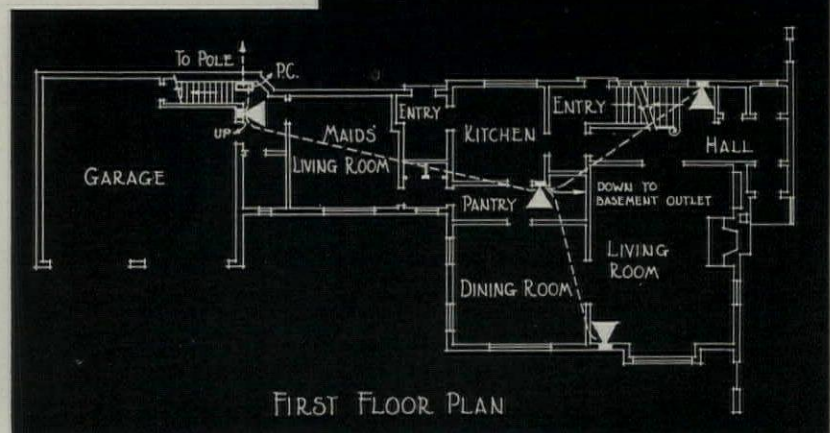 TO POLE
P.C.
UP
GARAGE
MAIDS'
LIVING ROOM
ENTRY
KITCHEN
ENTRY
HALL
PANTRY
DOWN TO
BASEMENT OUTLET
LIVING
ROOM
DINING ROOM
FIRST FLOOR PLAN